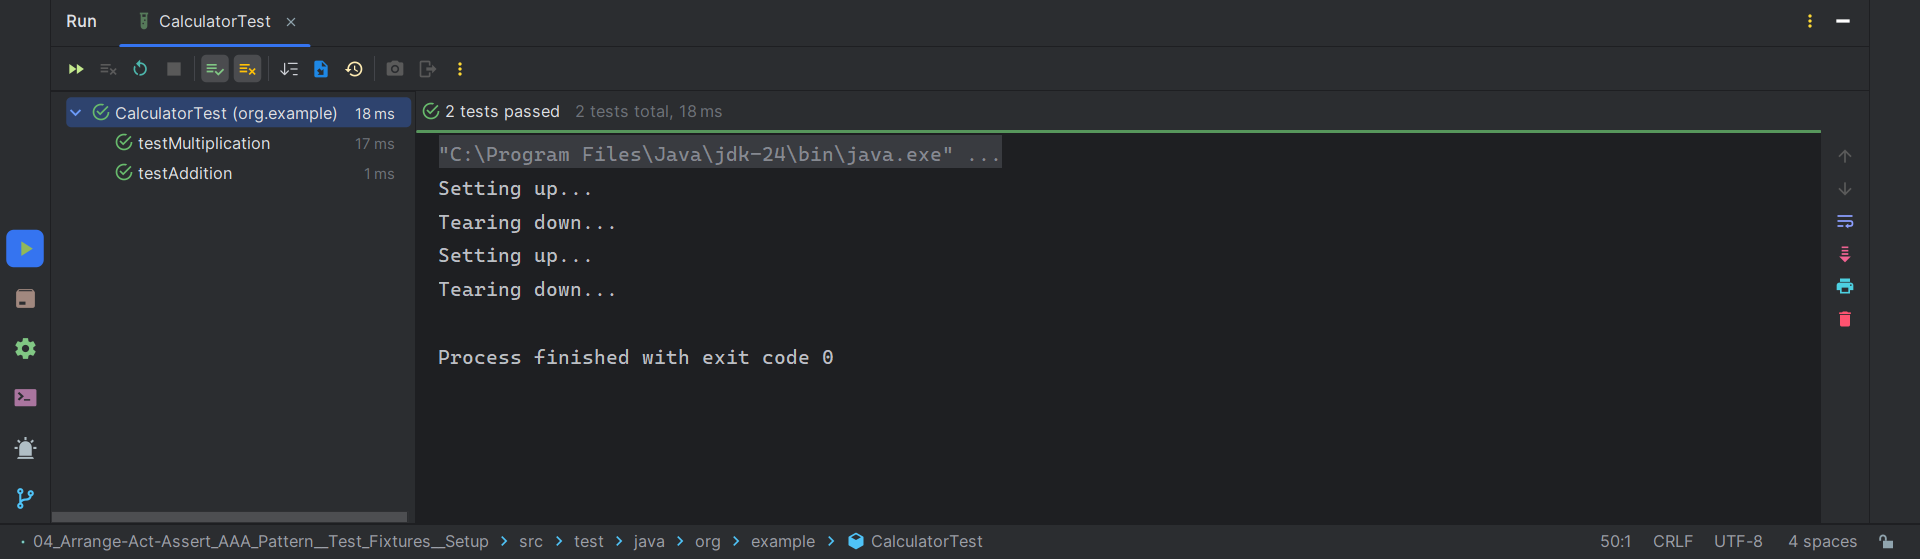 Run CalculatorTest
CalculatorTest (org.example) 18 ms
testMultiplication 17 ms
testAddition 1 ms
2 tests passed 2 tests total, 18 ms
"C:\Program Files\Java\jdk-24\bin\java.exe" ...
Setting up...
Tearing down...
Setting up...
Tearing down...
Process finished with exit code 0
04_Arrange-Act-Assert_AAA_Pattern__Test_Fixtures__Setup > src > test > java > org > example > CalculatorTest 50:1 CRLF UTF-8 4 spaces